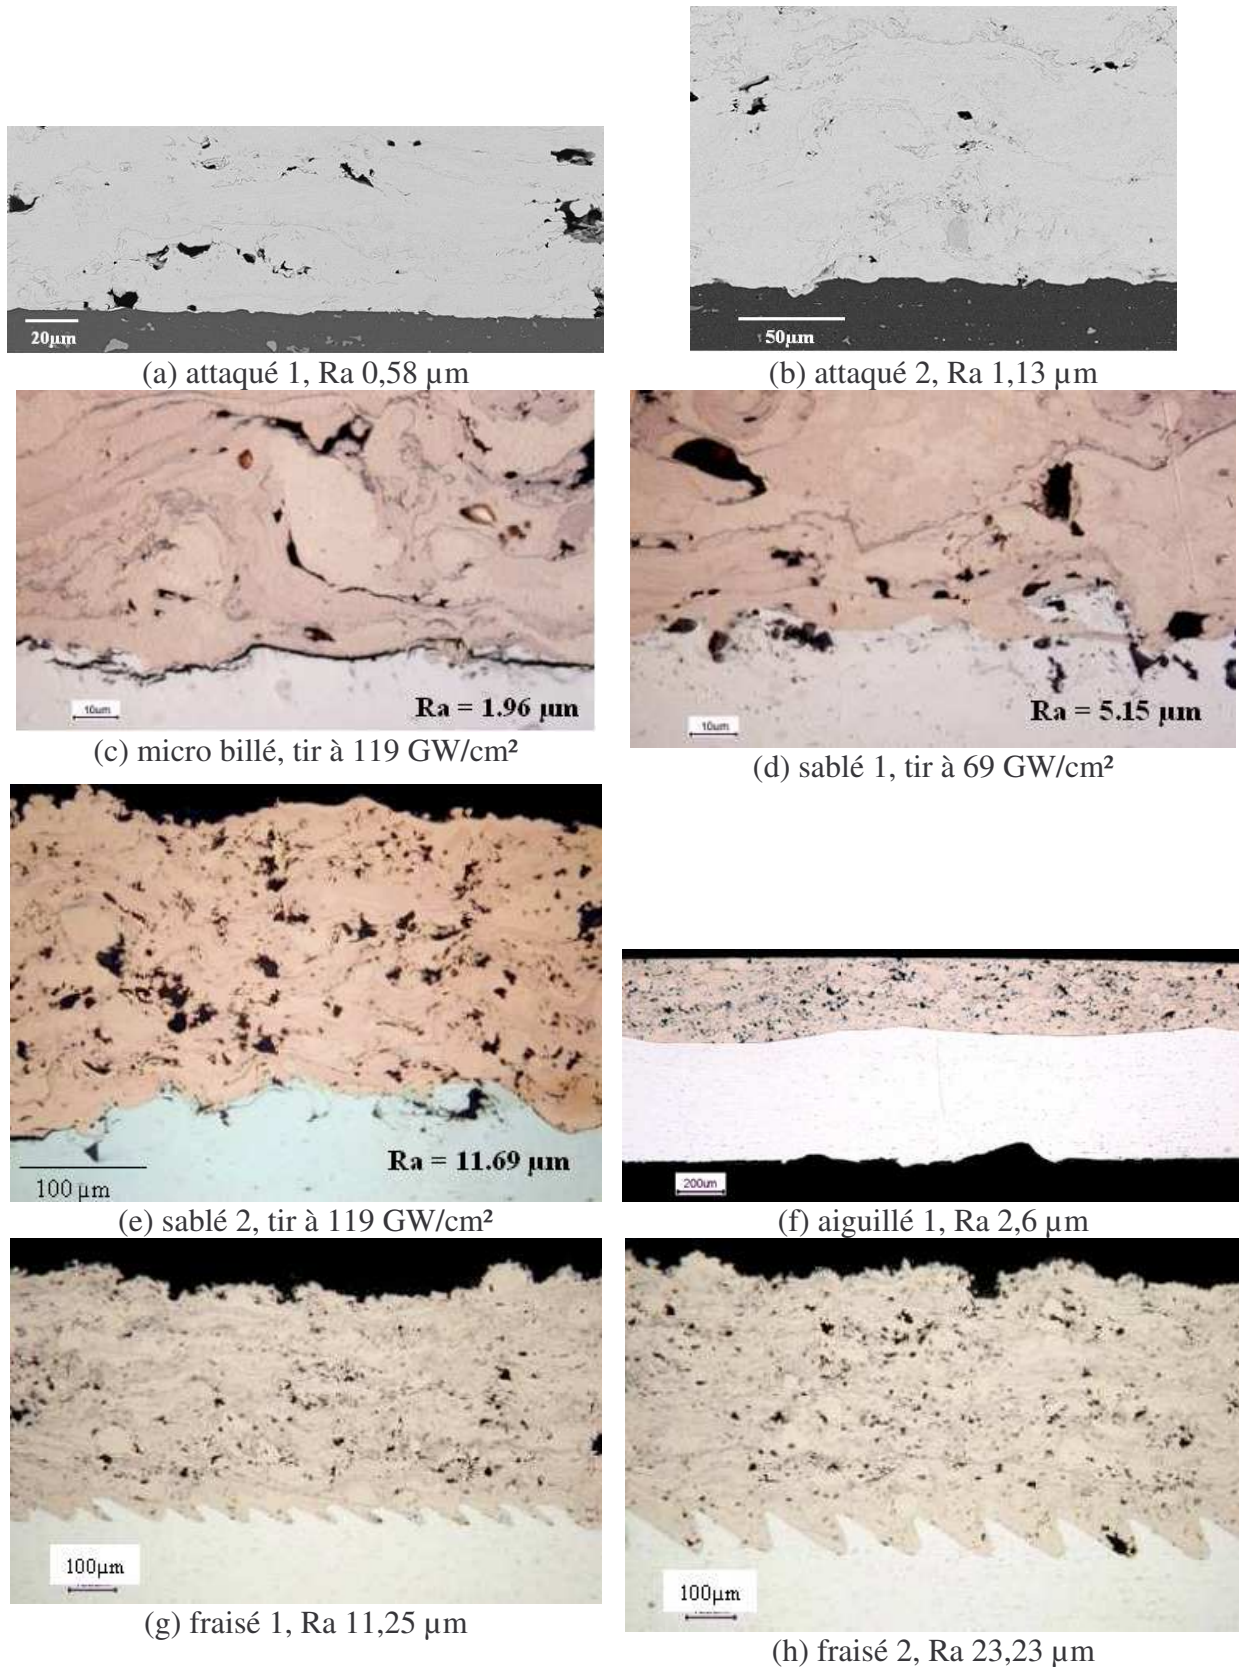 20µm
50µm
(a) attaqué 1, Ra 0,58 µm
(b) attaqué 2, Ra 1,13 µm
10um
Ra = 1.96 µm
10um
Ra = 5.15 µm
(c) micro billé, tir à 119 GW/cm²
(d) sablé 1, tir à 69 GW/cm²
Ra = 11.69 µm
100 µm
200um
(e) sablé 2, tir à 119 GW/cm²
(f) aiguillé 1, Ra 2,6 µm
100µm
100µm
(g) fraisé 1, Ra 11,25 µm
(h) fraisé 2, Ra 23,23 µm